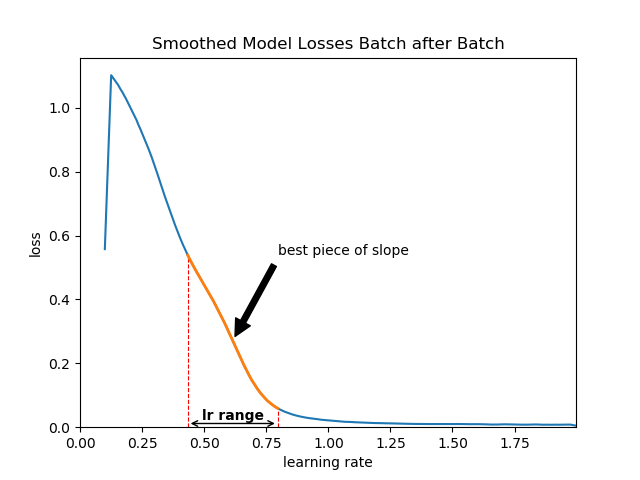 Smoothed Model Losses Batch after Batch
loss
1.0
0.8
0.6
0.4
0.2
0.0
best piece of slope
lr range
0.00 0.25 0.50 0.75 1.00 1.25 1.50 1.75
learning rate